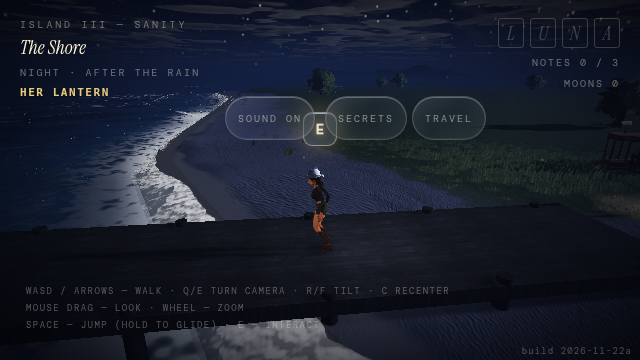 ISLAND III — SANITY
The Shore
NIGHT · AFTER THE RAIN
HER LANTERN
L U N A
NOTES 0 / 3
MOONS 0
SOUND ON
E
SECRETS
TRAVEL
WASD / ARROWS — WALK · Q/E TURN CAMERA · R/F TILT · C RECENTER
MOUSE DRAG — LOOK · WHEEL — ZOOM
SPACE — JUMP (HOLD TO GLIDE) · E — INTERACT
build 2026-11-22a